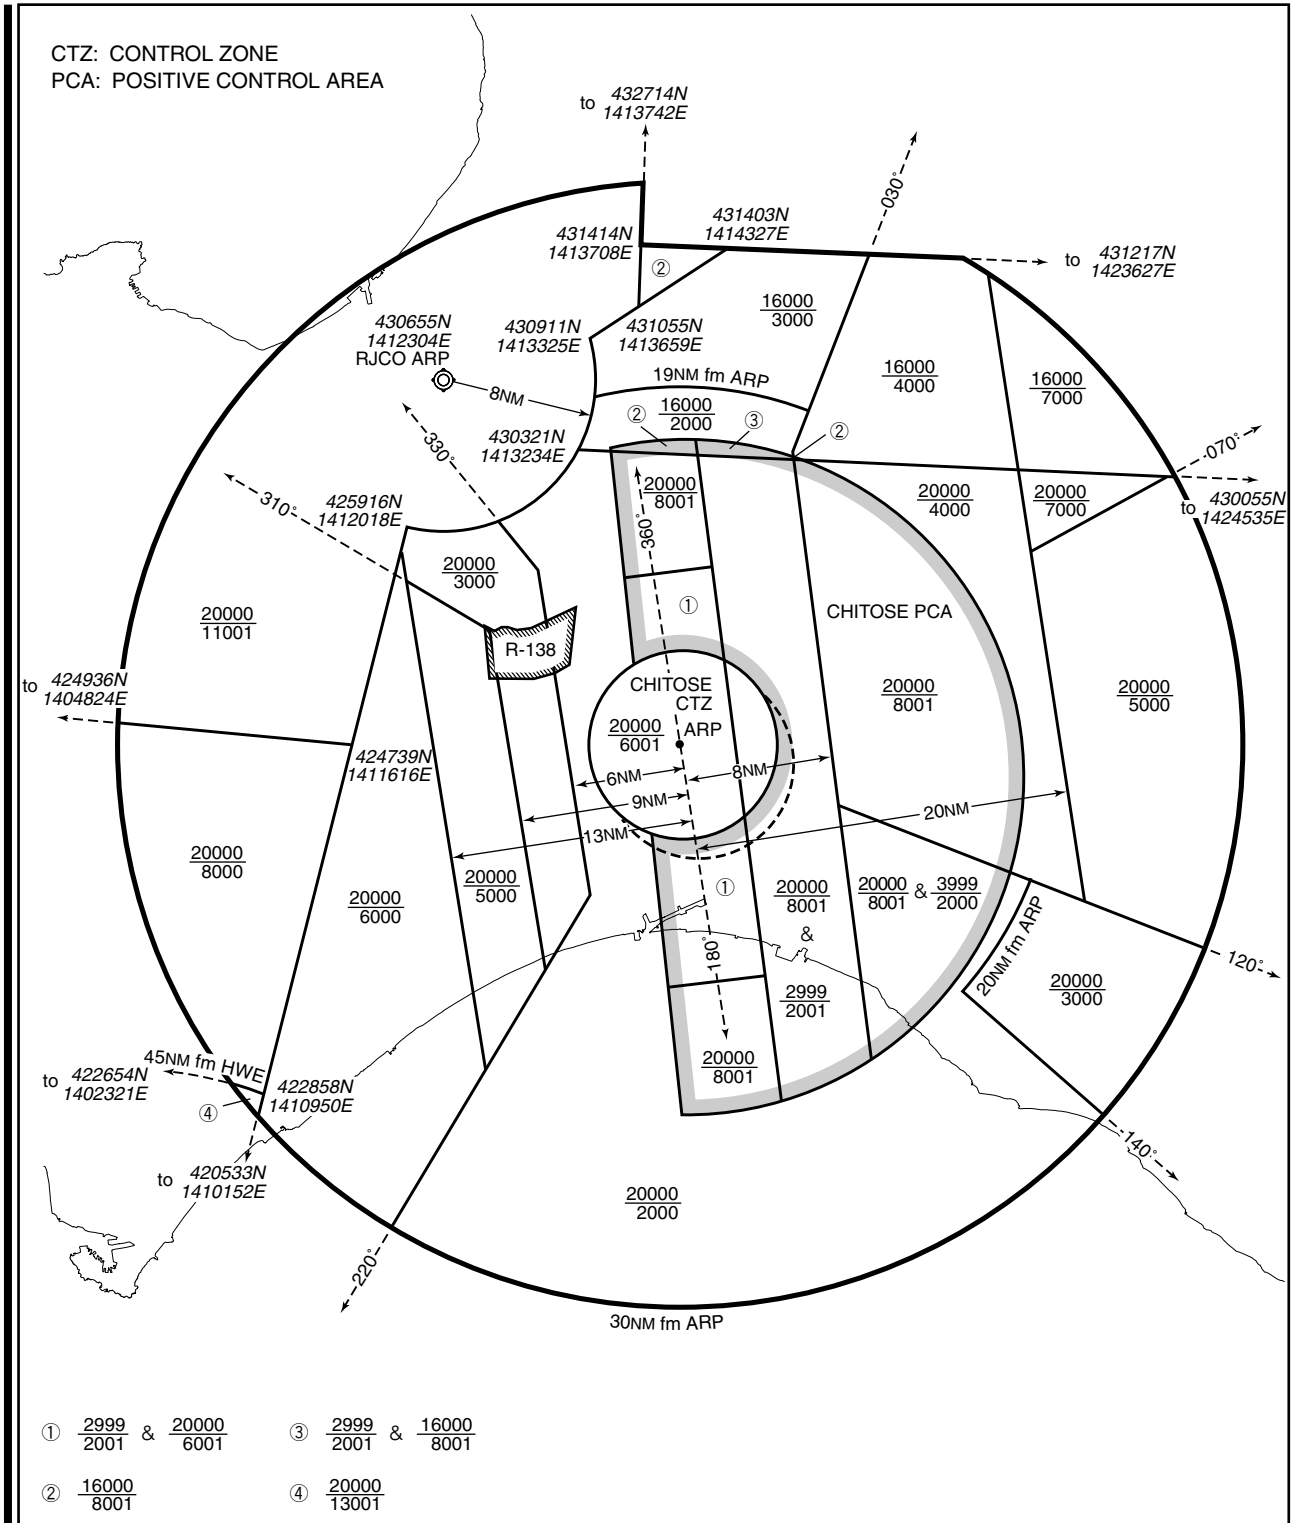 CTZ: CONTROL ZONE
PCA: POSITIVE CONTROL AREA
to 432714N
1413742E
030°
431403N
1414327E
431414N
1413708E
②
to 431217N
1423627E
16000
3000
430655N
1412304E
RJCO ARP
430911N
1413325E
431055N
1413659E
16000
4000
16000
7000
19NM fm ARP
8NM
②
16000
2000
③
②
330°
430321N
1413234E
070°
310°
425916N
1412018E
20000
8001
20000
4000
20000
7000
to 430055N
1424535E
360°
20000
3000
①
CHITOSE PCA
20000
11001
R-138
to 424936N
1404824E
CHITOSE
CTZ
20000
8001
20000
5000
20000
6001
ARP
424739N
1411616E
6NM
8NM
9NM
20NM
13NM
20000
8000
20000
6000
20000
5000
①
20000
8001
&
2999
2001
20000
8001
&
3999
2000
180°
20NM fm ARP
120°
20000
3000
45NM fm HWE
20000
8001
to 422654N
1402321E
④
422858N
1410950E
140°
to 420533N
1410152E
20000
2000
220°
30NM fm ARP
① 2999
2001 & 20000
6001
③ 2999
2001 & 16000
8001
② 16000
8001
④ 20000
13001